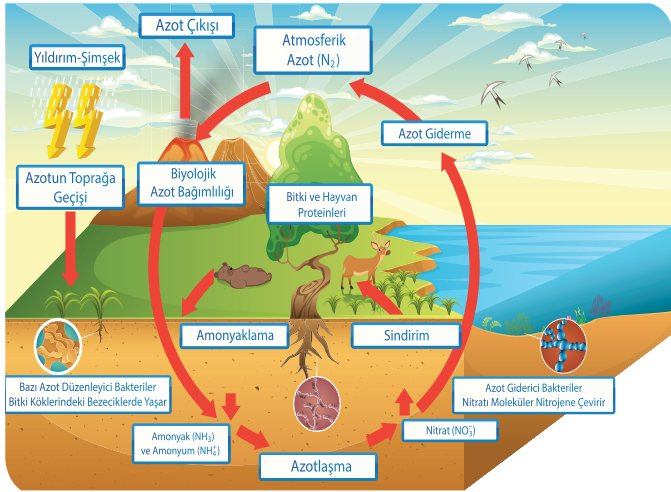 Azot Çıkışı
Atmosferik
Azot (N₂)
Yıldırım-Şimşek
Azot Giderme
Azotun Toprağa
Geçişi
Biyolojik
Azot Bağımlılığı
Bitki ve Hayvan
Proteinleri
Amonyaklama
Sindirim
Bazı Azot Düzenleyici Bakteriler
Bitki Köklerindeki Bezeciklerde Yaşar
Azot Giderici Bakteriler
Nitratı Moleküler Nitrojene Çevirir
Amonyak (NH₃)
ve Amonyum (NH₄⁺)
Nitrat (NO₃⁻)
Azotlaşma